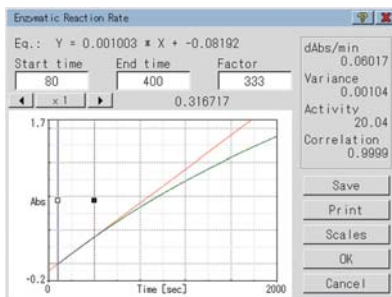 Enzymatic Reaction Rate
Eq.: Y = 0.001003 * X + -0.08192
Start time End time Factor
80 400 333
x 1 0.316717
dAbs/min
0.06017
Variance
0.00104
Activity
20.04
Correlation
0.9999
1.7
Abs
-0.2
0 Time [sec] 2000
Save
Print
Scales
OK
Cancel